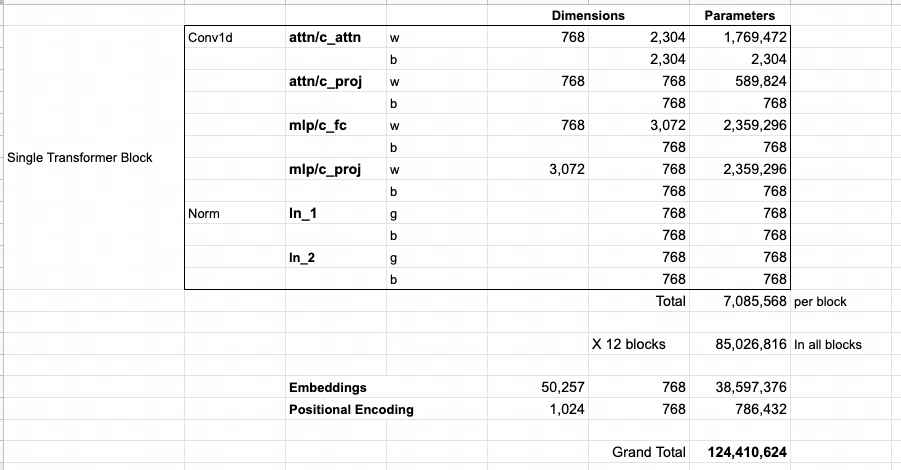 Dimensions Parameters
Conv1d attn/c_attn w 768 2,304 1,769,472
b 2,304 2,304
attn/c_proj w 768 768 589,824
b 768 768
mlp/c_fc w 768 3,072 2,359,296
b 768 768
Single Transformer Block
mlp/c_proj w 3,072 768 2,359,296
b 768 768
Norm ln_1 g 768 768
b 768 768
ln_2 g 768 768
b 768 768
Total 7,085,568 per block
X 12 blocks 85,026,816 In all blocks
Embeddings 50,257 768 38,597,376
Positional Encoding 1,024 768 786,432
Grand Total 124,410,624